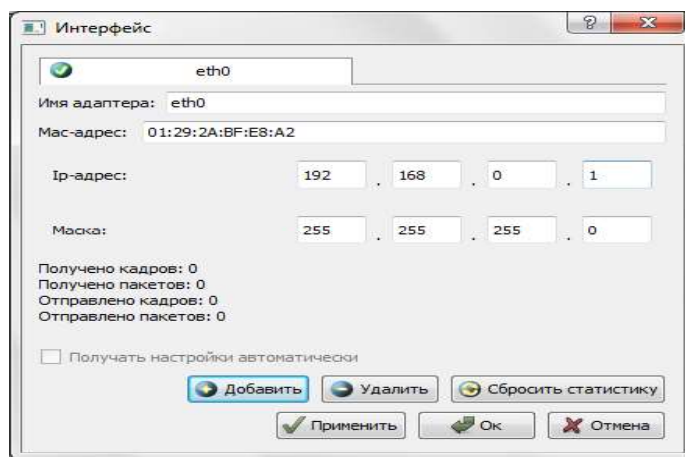 Интерфейс
eth0
Имя адаптера: eth0
Mac-адрес: 01:29:2A:BF:E8:A2
Ip-адрес: 192 . 168 . 0 . 1
Маска: 255 . 255 . 255 . 0
Получено кадров: 0
Получено пакетов: 0
Отправлено кадров: 0
Отправлено пакетов: 0
Получать настройки автоматически
Добавить Удалить Сбросить статистику
Применить Ок Отмена